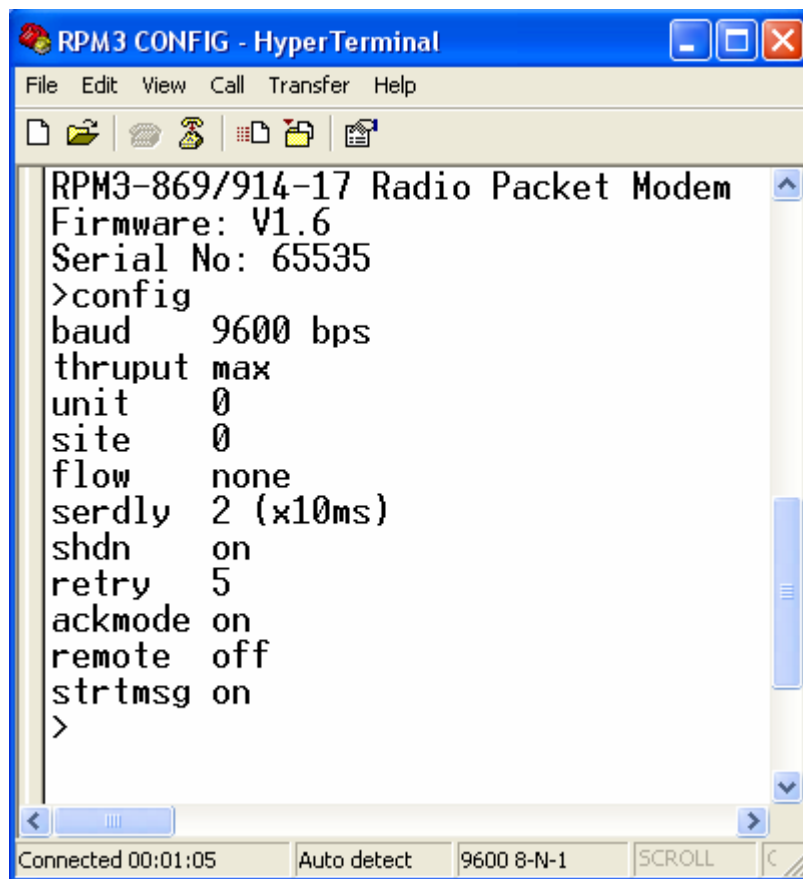 RPM3 CONFIG - HyperTerminal
File Edit View Call Transfer Help
RPM3-869/914-17 Radio Packet Modem
Firmware: V1.6
Serial No: 65535
>config
baud 9600 bps
thruput max
unit 0
site 0
flow none
serdly 2 (x10ms)
shdn on
retry 5
ackmode on
remote off
strtmsg on
>
Connected 00:01:05 Auto detect 9600 8-N-1 SCROLL